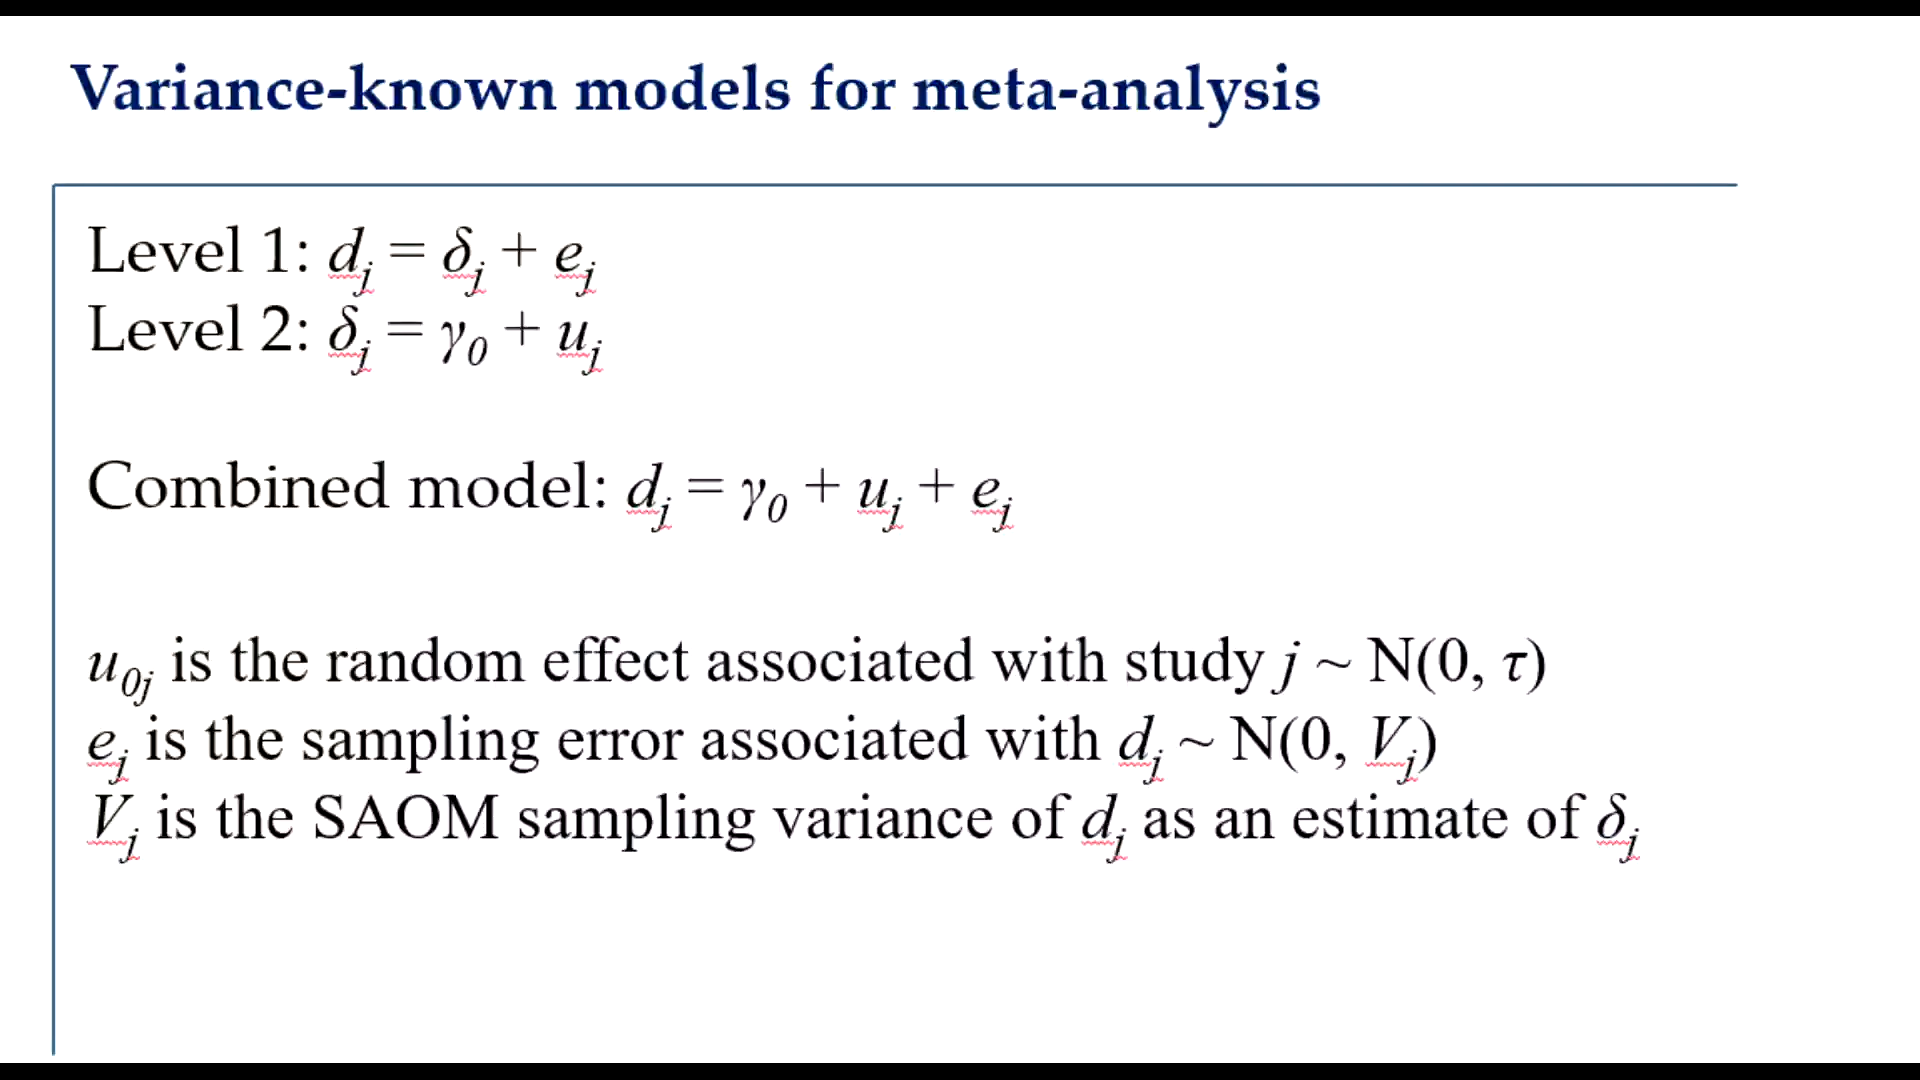 Variance-known models for meta-analysis
Level 1: dj = δj + ej
Level 2: δj = γ0 + uj
Combined model: dj = γ0 + uj + ej
u0j is the random effect associated with study j ~ N(0, τ)
ej is the sampling error associated with dj ~ N(0, Vj)
Vj is the SAOM sampling variance of dj as an estimate of δj